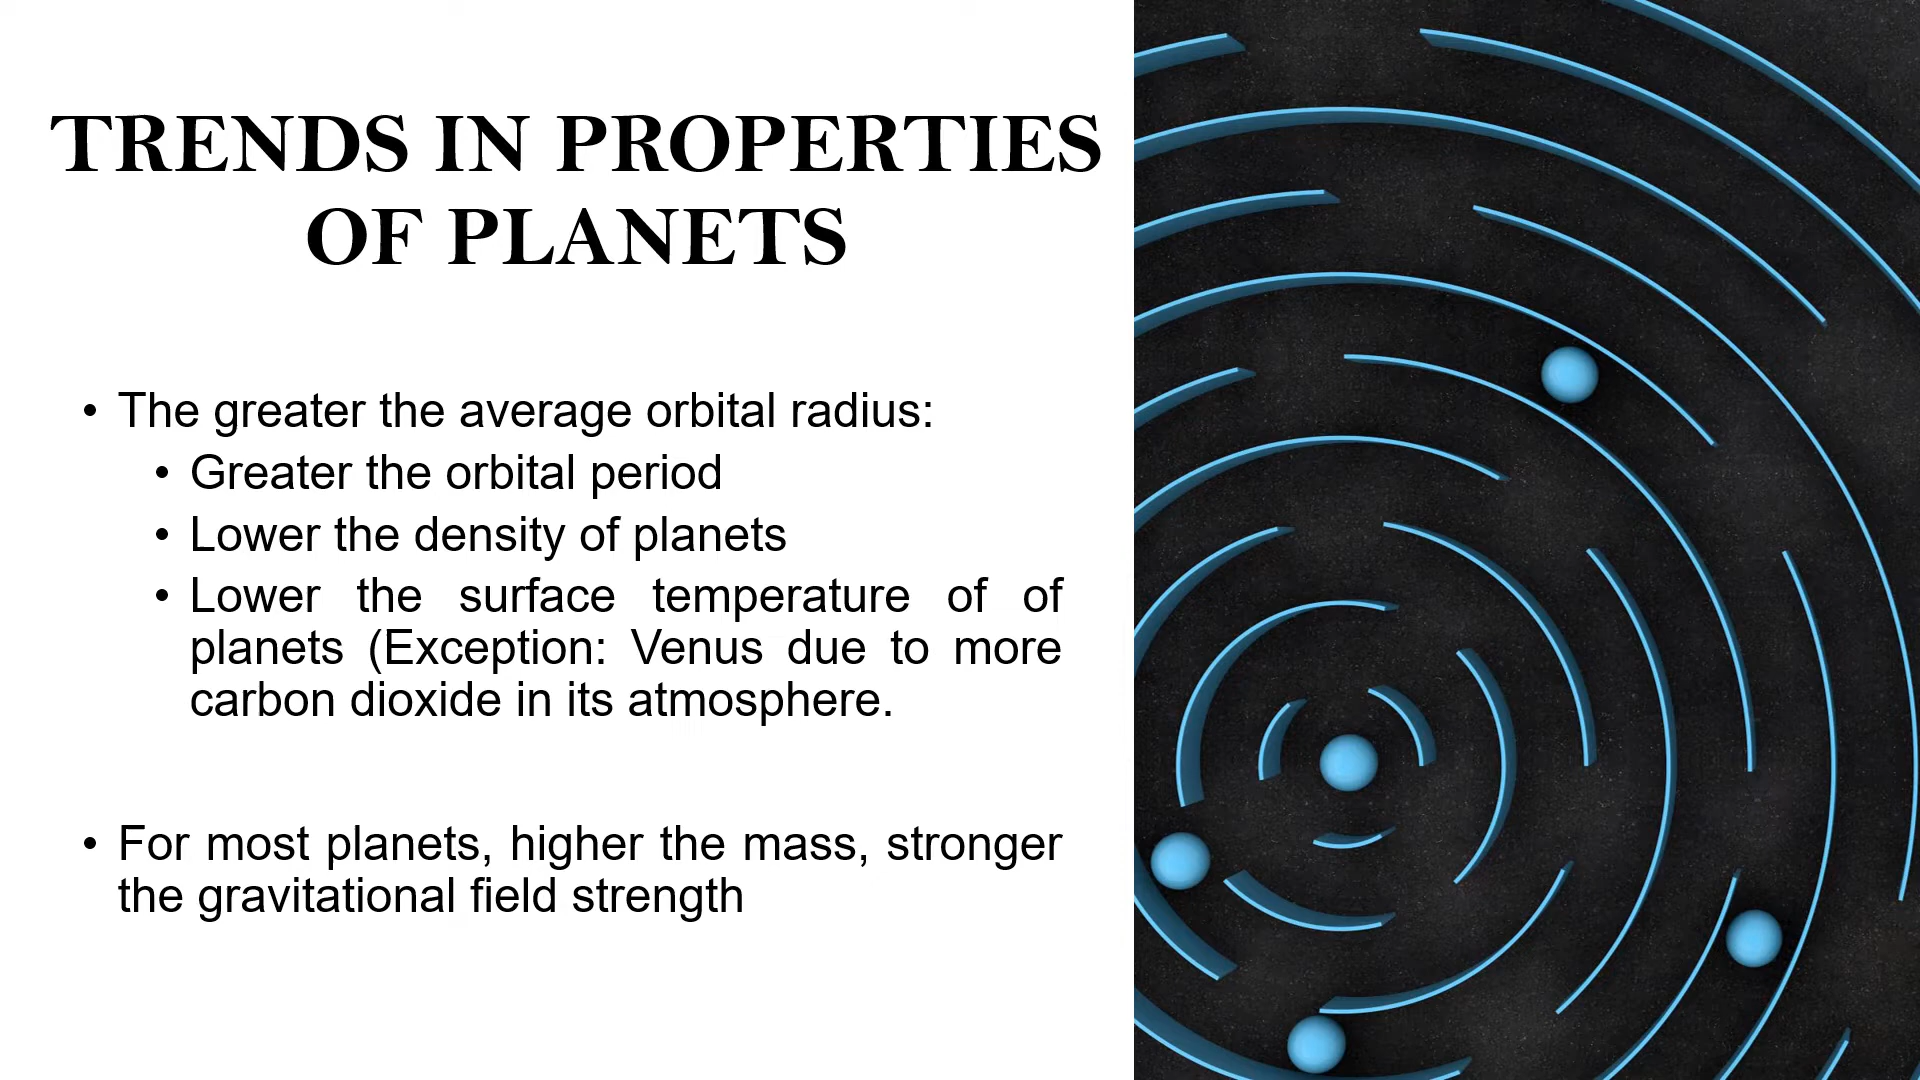 TRENDS IN PROPERTIES
OF PLANETS
• The greater the average orbital radius:
• Greater the orbital period
• Lower the density of planets
• Lower the surface temperature of of
planets (Exception: Venus due to more
carbon dioxide in its atmosphere.
• For most planets, higher the mass, stronger
the gravitational field strength